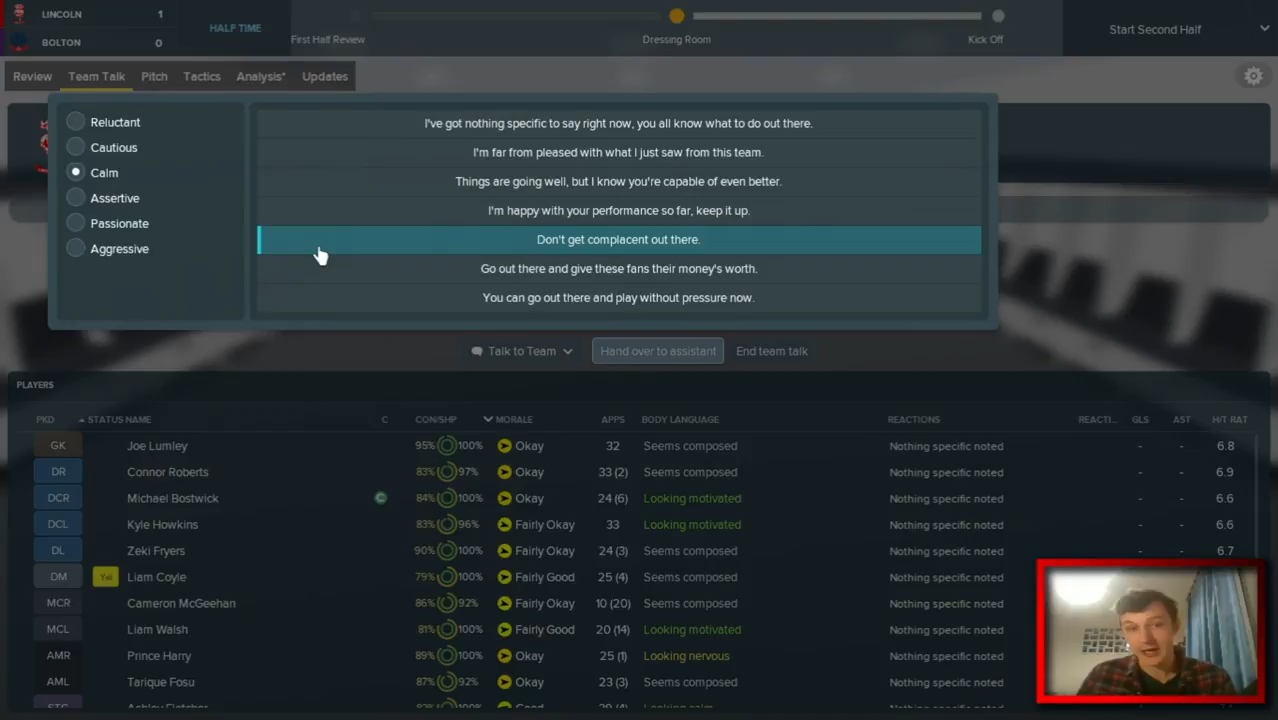 LINCOLN 1
BOLTON 0
HALF TIME
First Half Review
Dressing Room
Kick Off
Start Second Half
Review Team Talk Pitch Tactics Analysis* Updates
Reluctant
Cautious
Calm
Assertive
Passionate
Aggressive
I've got nothing specific to say right now, you all know what to do out there.
I'm far from pleased with what I just saw from this team.
Things are going well, but I know you're capable of even better.
I'm happy with your performance so far, keep it up.
Don't get complacent out there.
Go out there and give these fans their money's worth.
You can go out there and play without pressure now.
Talk to Team Hand over to assistant End team talk
PLAYERS
PKD STATUS NAME C CON/SHP MORALE APPS BODY LANGUAGE REACTIONS REACTI... GLS AST H/T RAT
GK Joe Lumley 95% 100% Okay 32 Seems composed Nothing specific noted - - 6.8
DR Connor Roberts 83% 97% Okay 33 (2) Seems composed Nothing specific noted - - 6.9
DCR Michael Bostwick C 84% 100% Okay 24 (6) Looking motivated Nothing specific noted - - 6.6
DCL Kyle Howkins 83% 96% Fairly Okay 33 Looking motivated Nothing specific noted - - 6.6
DL Zeki Fryers 90% 100% Fairly Okay 24 (3) Seems composed Nothing specific noted - - 6.7
DM Yel Liam Coyle 79% 100% Fairly Good 25 (4) Seems composed Nothing specific noted
MCR Cameron McGeehan 86% 92% Fairly Okay 10 (20) Seems composed Nothing specific noted
MCL Liam Walsh 81% 100% Fairly Good 20 (14) Looking motivated Nothing specific noted
AMR Prince Harry 89% 100% Okay 25 (1) Looking nervous Nothing specific noted
AML Tarique Fosu 87% 92% Okay 23 (3) Seems composed Nothing specific noted